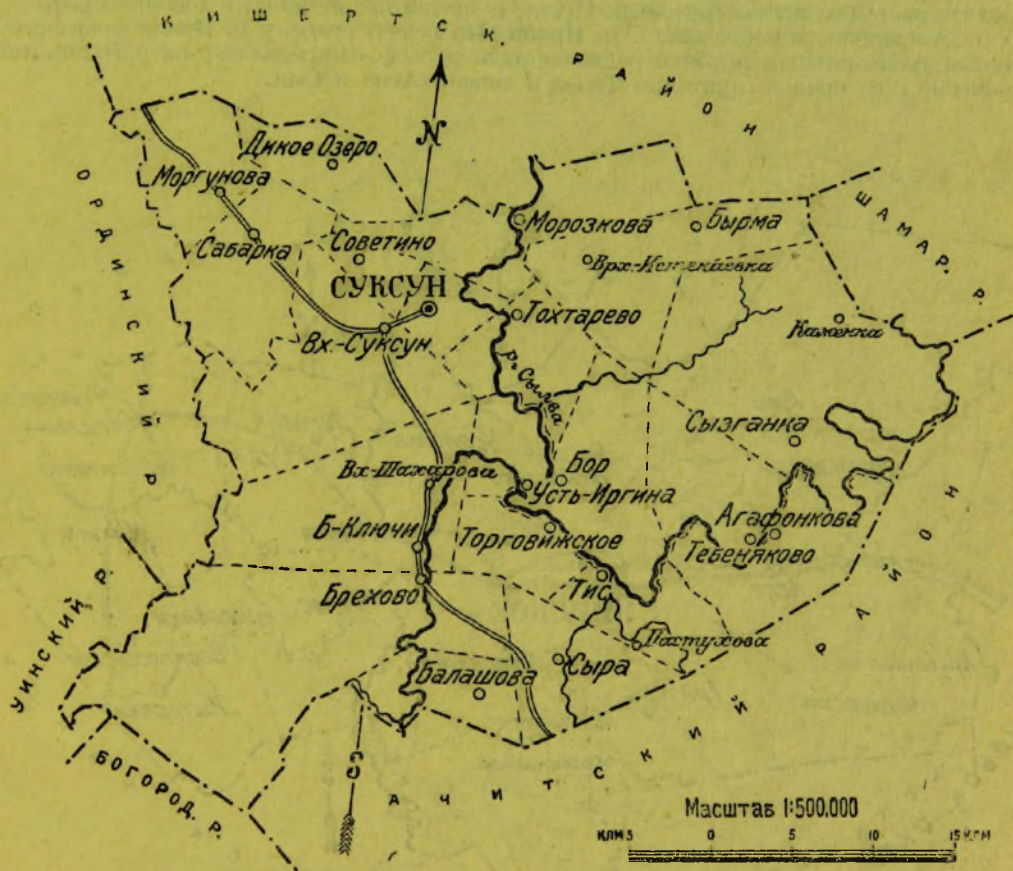 КИШЕРТСК. РАЙОН
N
Дикое Озеро
Моргунова
ОРДИНСКИЙ Р.
ШАМАР. Р.
Морозкова
Бырма
Сабарка
Советино
СУКСУН
Тохтарево
Каменка
Вх.-Суксун
р. Сылва
Сызганка
Вх-Шахарова
Бор
Усть-Иргина
Агафонкова
Б-Ключи
Торговижское
Тебеняково
Брехово
Тис
УИНСКИЙ Р.
Пастухова
Сыра
Балашова
БОГОРОД. Р.
АЧИТСКИЙ РАЙОН
Масштаб 1:500.000
КЛМ 5 0 5 10 15 КЛМ